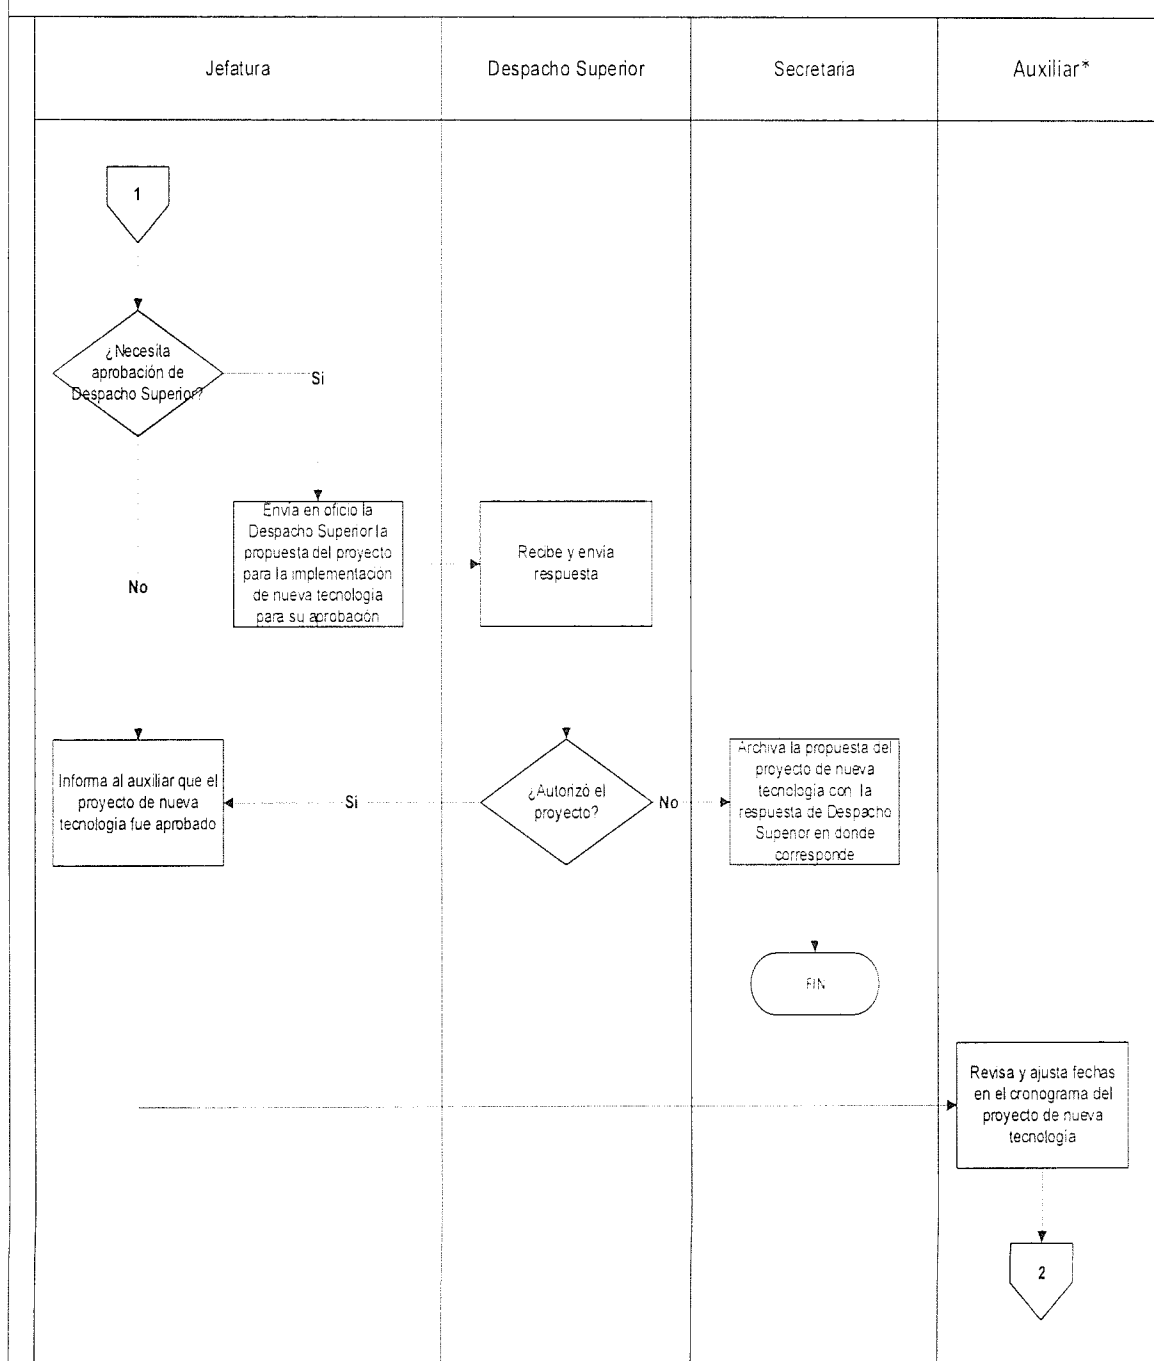 Jefatura
Despacho Superior
Secretaria
Auxiliar*
1
¿Necesita
aprobación de
Despacho Superior?
Si
No
Envia en oficio la
Despacho Superior la
propuesta del proyecto
para la implementación
de nueva tecnologia
para su aprobación
Recibe y envia
respuesta
Informa al auxiliar que el
proyecto de nueva
tecnologia fue aprobado
Si
¿Autorizó el
proyecto?
No
Archiva la propuesta del
proyecto de nueva
tecnologia con la
respuesta de Despacho
Superior en donde
corresponde
FIN
Revisa y ajusta fechas
en el cronograma del
proyecto de nueva
tecnologia
2